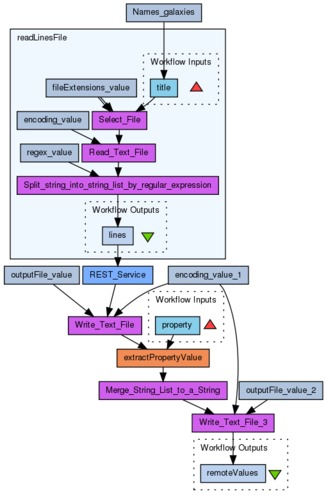 Names_galaxies
readLinesFile
Workflow Inputs
fileExtensions_value
title
encoding_value
Select_File
regex_value
Read_Text_File
Split_string_into_string_list_by_regular_expression
Workflow Outputs
lines
outputFile_value
REST_Service
encoding_value_1
Workflow Inputs
Write_Text_File
property
extractPropertyValue
Merge_String_List_to_a_String
outputFile_value_2
Write_Text_File_3
Workflow Outputs
remoteValues